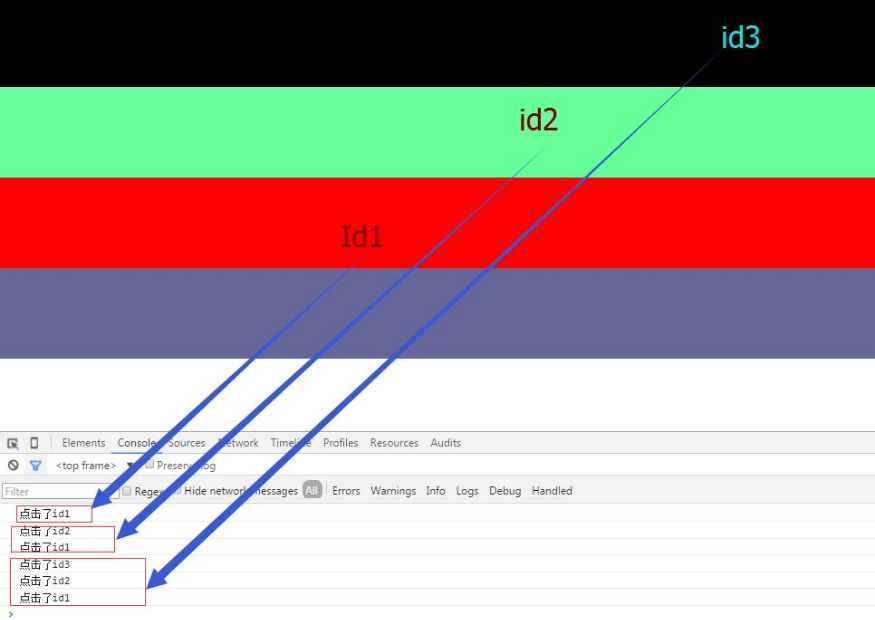 id3
id2
Id1
Elements Console Sources Network Timeline Profiles Resources Audits
<top frame> ▼ Preserve log
Filter Regex Hide network messages All Errors Warnings Info Logs Debug Handled
点击了id1
点击了id2
点击了id1
点击了id3
点击了id2
点击了id1
>